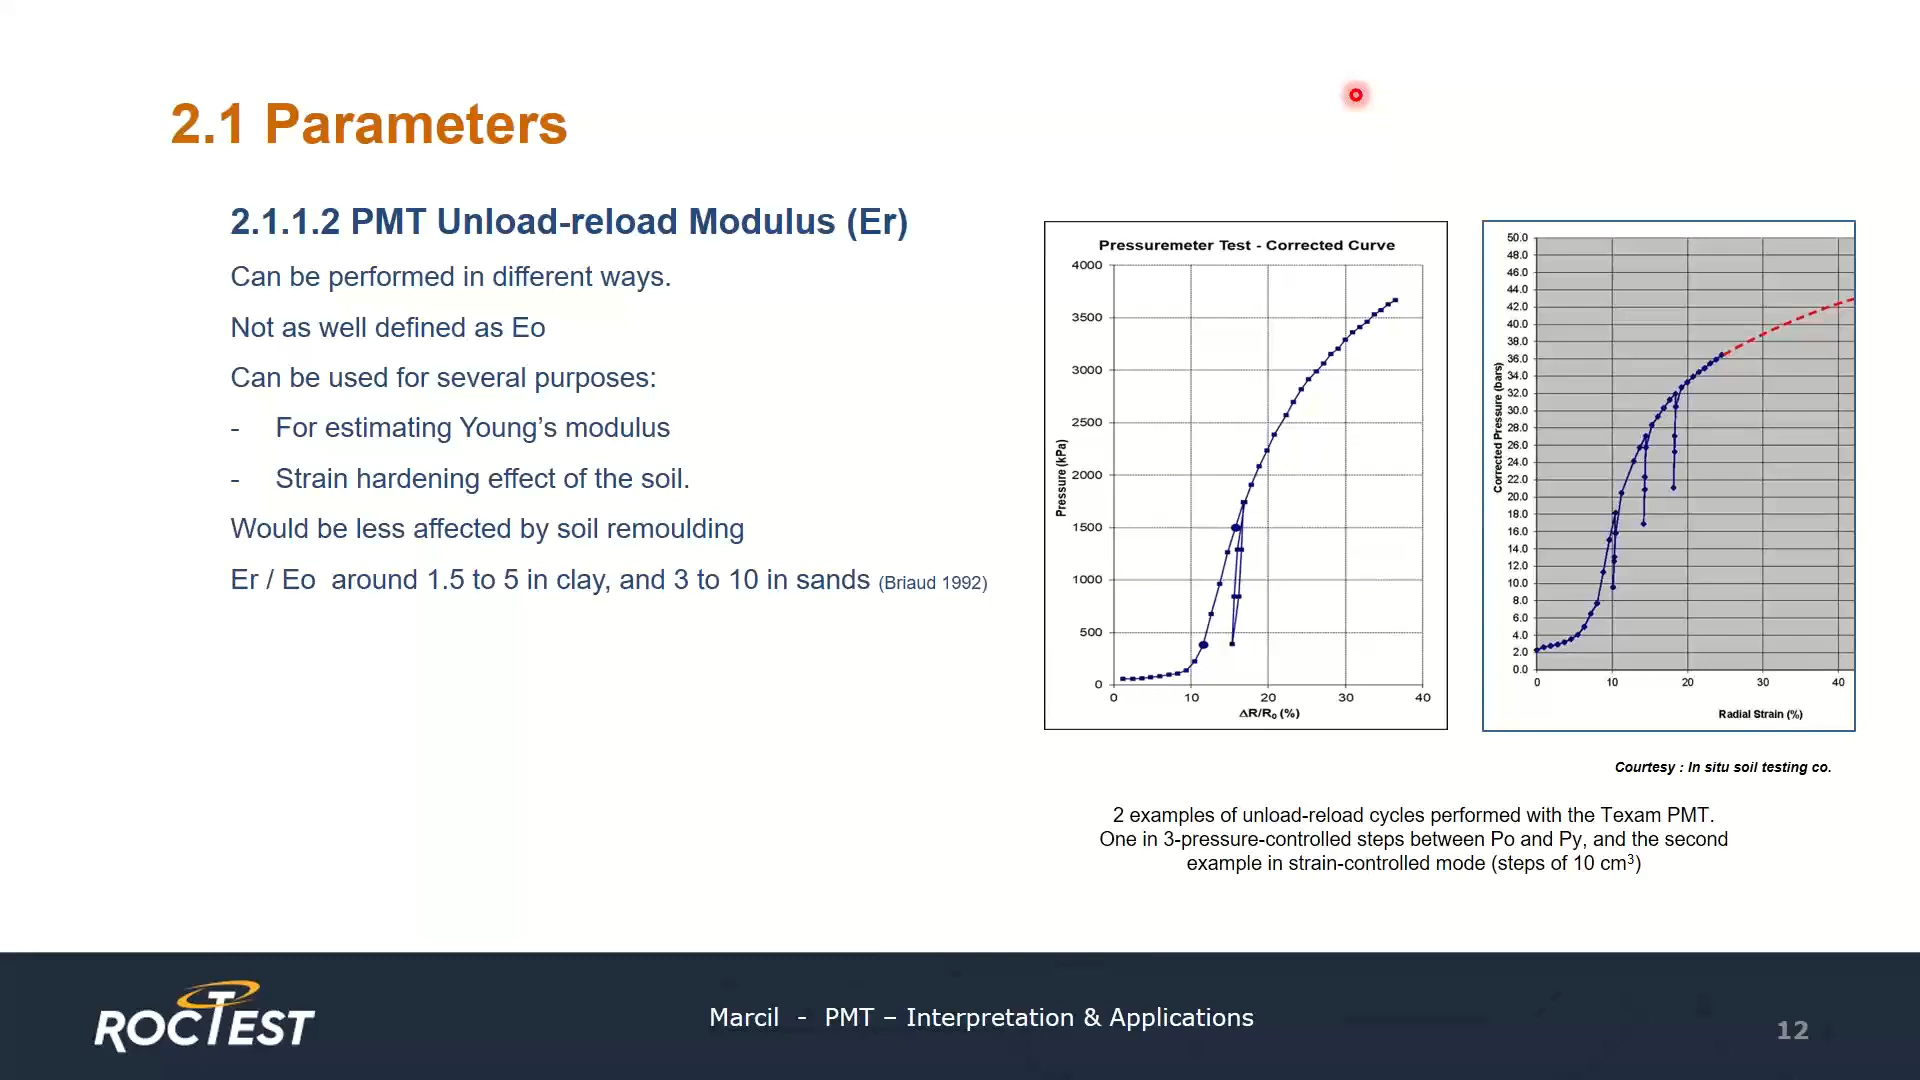 2.1 Parameters
2.1.1.2 PMT Unload-reload Modulus (Er)
Can be performed in different ways.
Not as well defined as Eo
Can be used for several purposes:
- For estimating Young’s modulus
- Strain hardening effect of the soil.
Would be less affected by soil remoulding
Er / Eo around 1.5 to 5 in clay, and 3 to 10 in sands (Briaud 1992)
Pressuremeter Test - Corrected Curve
Pressure (kPa)
4000
3500
3000
2500
2000
1500
1000
500
0
0 10 20 30 40
ΔR/R₀ (%)
Corrected Pressure (bars)
50.0
48.0
46.0
44.0
42.0
40.0
38.0
36.0
34.0
32.0
30.0
28.0
26.0
24.0
22.0
20.0
18.0
16.0
14.0
12.0
10.0
8.0
6.0
4.0
2.0
0.0
0 10 20 30 40
Radial Strain (%)
Courtesy : In situ soil testing co.
2 examples of unload-reload cycles performed with the Texam PMT.
One in 3-pressure-controlled steps between Po and Py, and the second
example in strain-controlled mode (steps of 10 cm³)
ROCTEST
Marcil - PMT – Interpretation & Applications
12